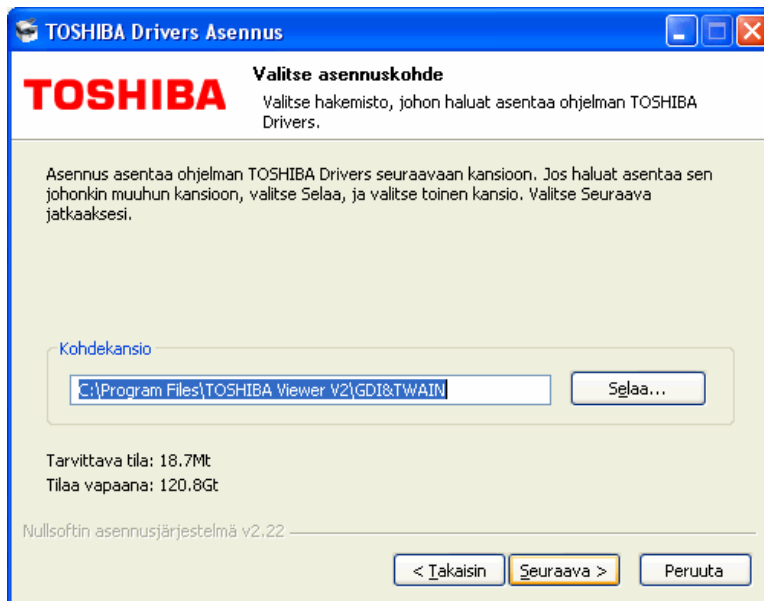 TOSHIBA Drivers Asennus
TOSHIBA
Valitse asennuskohde
Valitse hakemisto, johon haluat asentaa ohjelman TOSHIBA
Drivers.
Asennus asentaa ohjelman TOSHIBA Drivers seuraavaan kansioon. Jos haluat asentaa sen
johonkin muuhun kansioon, valitse Selaa, ja valitse toinen kansio. Valitse Seuraava
jatkaaksesi.
Kohdekansio
C:\Program Files\TOSHIBA Viewer V2\GDI&TWAIN
Selaa...
Tarvittava tila: 18.7Mt
Tilaa vapaana: 120.8Gt
Nullsoftin asennusjärjestelmä v2.22
< Takaisin Seuraava > Peruuta